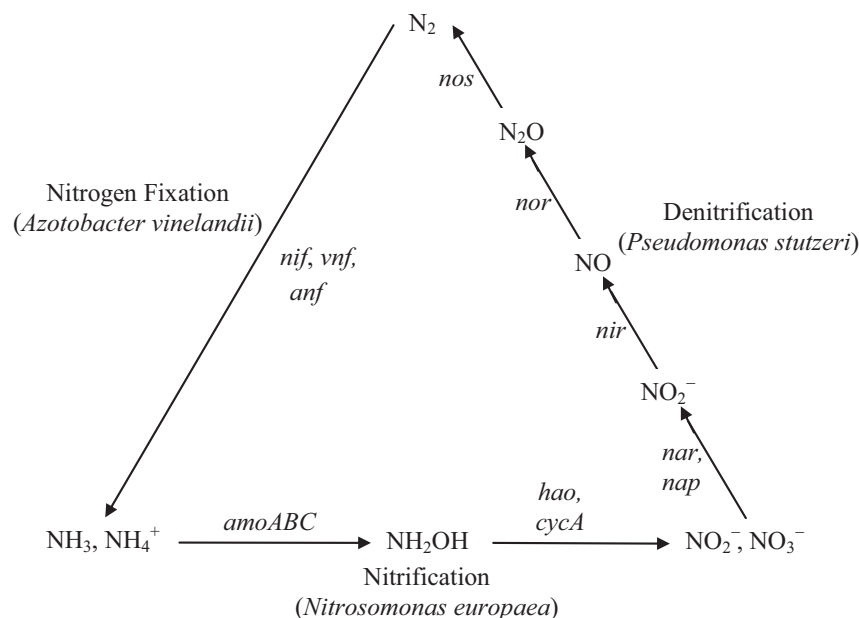 N₂
nos
N₂O
Nitrogen Fixation
(Azotobacter vinelandii)
nor
Denitrification
(Pseudomonas stutzeri)
nif, vnf,
anf
NO
nir
NO₂⁻
nar,
nap
NH₃, NH₄⁺
amoABC
NH₂OH
hao,
cycA
NO₂⁻, NO₃⁻
Nitrification
(Nitrosomonas europaea)